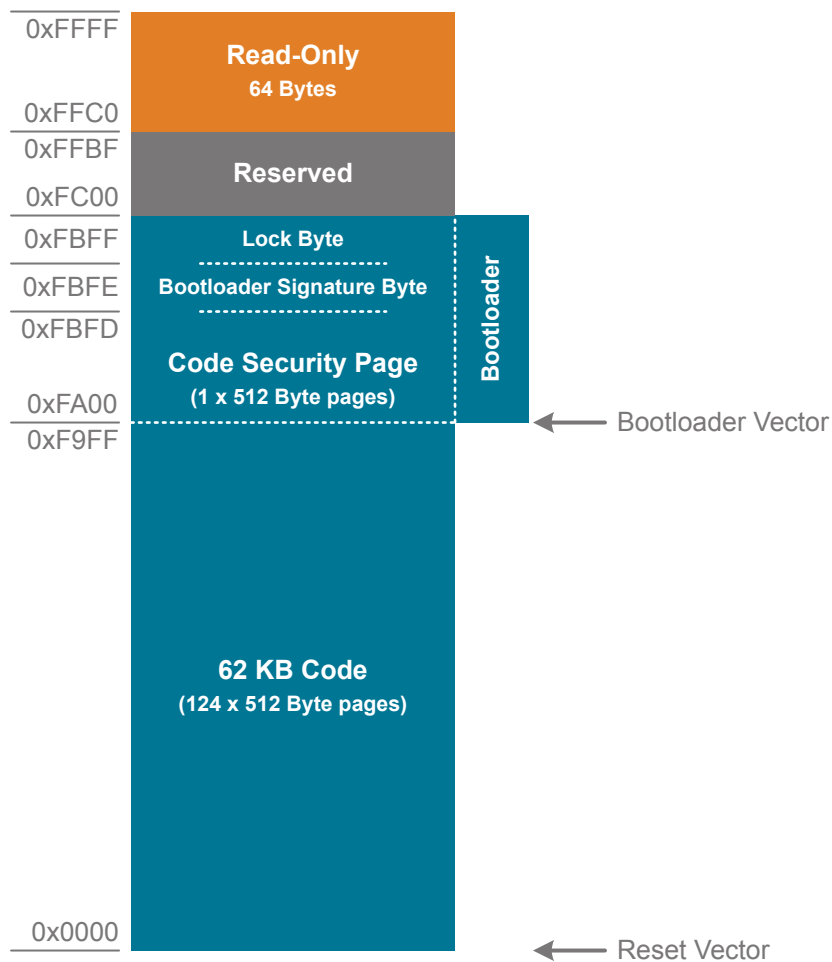 0xFFFF
Read-Only
64 Bytes
0xFFC0
0xFFBF
Reserved
0xFC00
0xFBFF
Lock Byte
0xFBFE
Bootloader Signature Byte
0xFBFD
Bootloader
Code Security Page
(1 x 512 Byte pages)
0xFA00
Bootloader Vector
0xF9FF
62 KB Code
(124 x 512 Byte pages)
0x0000
Reset Vector